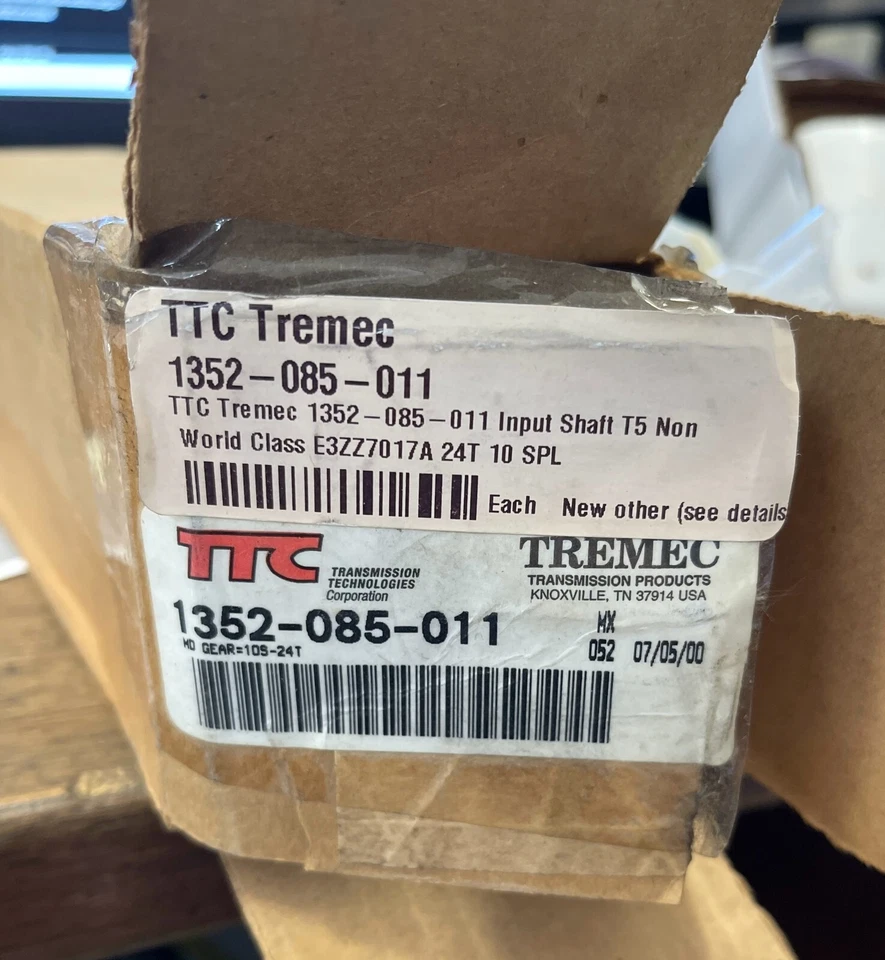 TTC Tremec
1352-085-011
TTC Tremec 1352-085-011 Input Shaft T5 Non
World Class E3ZZ7017A 24T 10 SPL
Each New other (see details
TTC
TRANSMISSION
TECHNOLOGIES
Corporation
TREMEC
TRANSMISSION PRODUCTS
KNOXVILLE, TN 37914 USA
1352-085-011
MD GEAR=10S-24T
MX
052 07/05/00